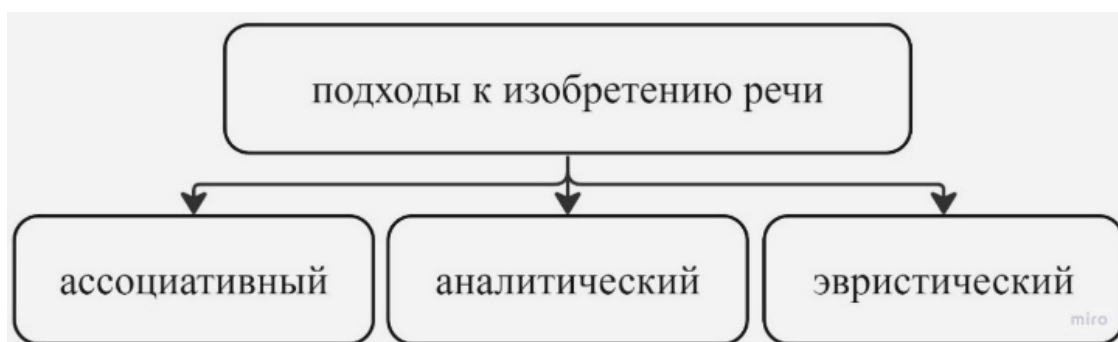 подходы к изобретению речи
ассоциативный
аналитический
эвристический
miro